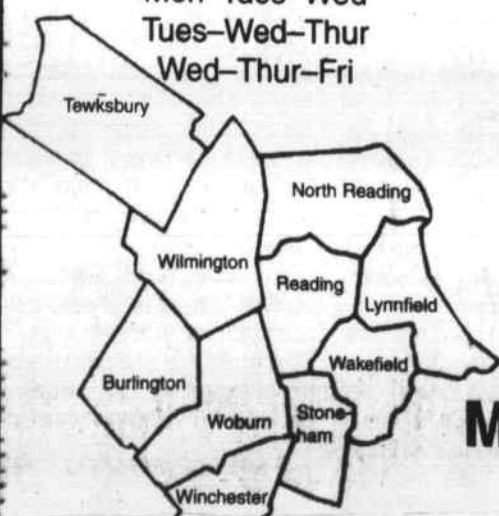 Tues–Wed–Thur
Wed–Thur–Fri
Tewksbury
North Reading
Wilmington
Reading
Lynnfield
Wakefield
Burlington
Woburn
Stone-
ham
Winchester
M